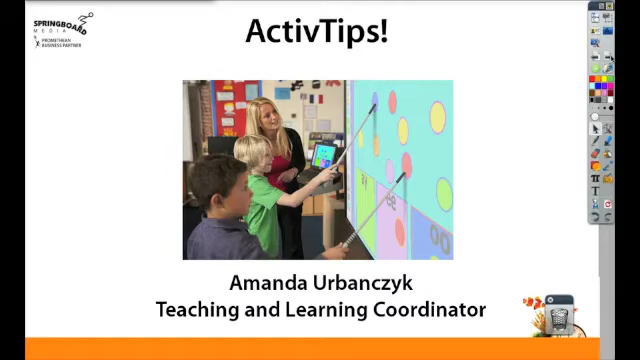 SPRINGBOARD
MEDIA
PROMETHEAN
BUSINESS PARTNER
ActivTips!
Amanda Urbanczyk
Teaching and Learning Coordinator